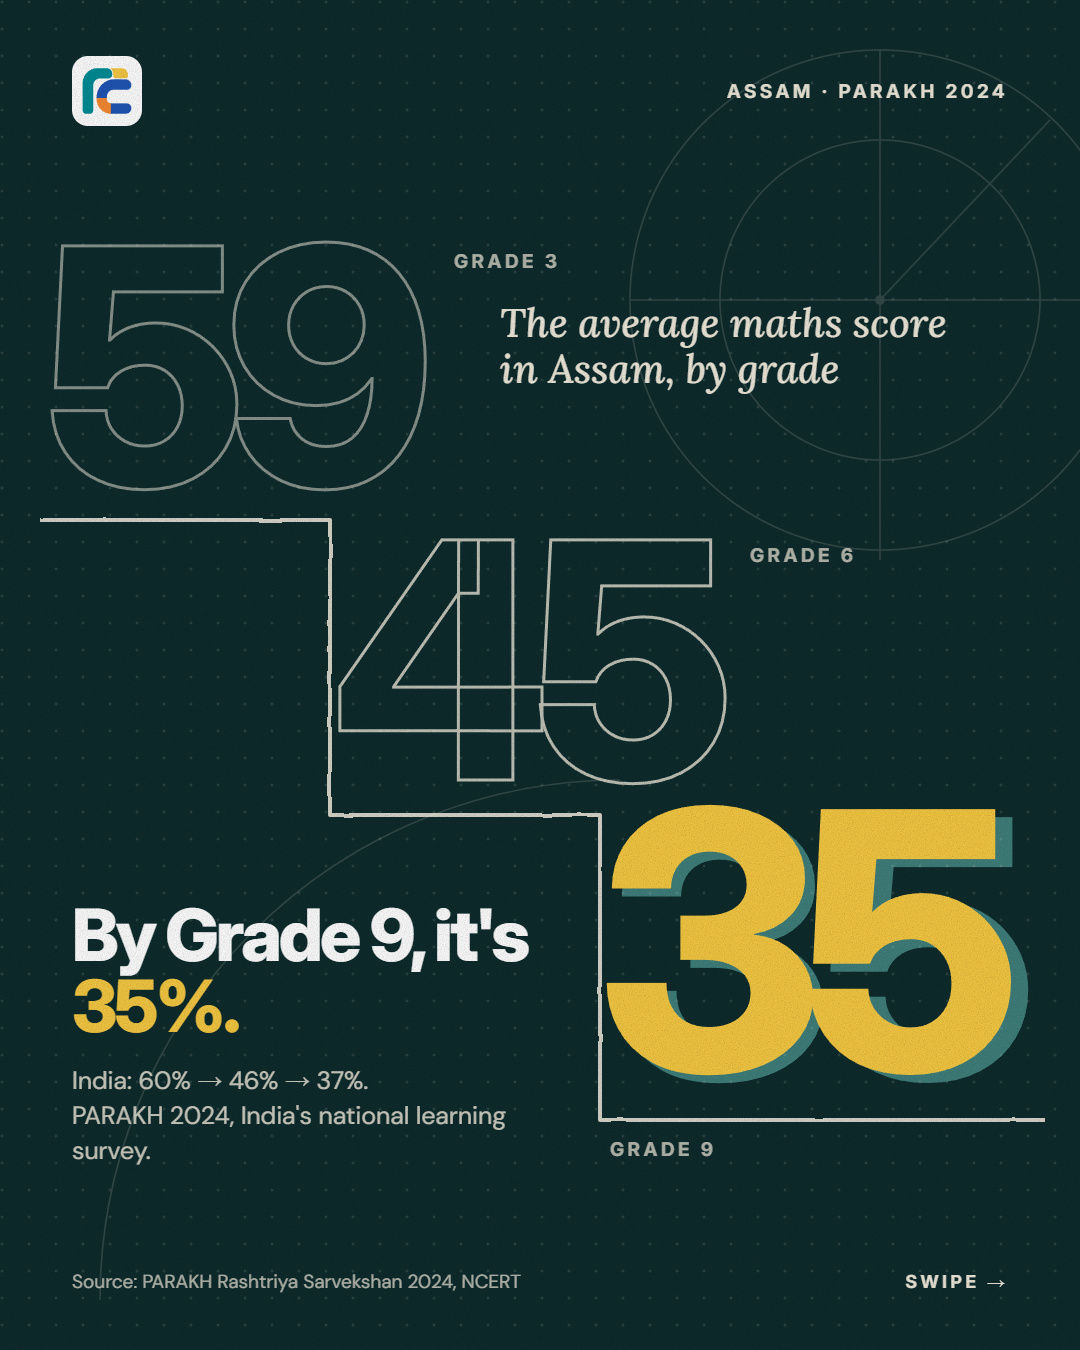 ASSAM · PARAKH 2024
59
GRADE 3
The average maths score
in Assam, by grade
45
GRADE 6
35
GRADE 9
By Grade 9, it's
35%.
India: 60% → 46% → 37%.
PARAKH 2024, India's national learning
survey.
Source: PARAKH Rashtriya Sarvekshan 2024, NCERT
SWIPE →